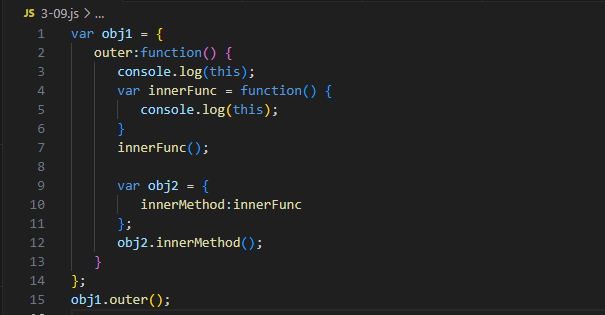 JS 3-09.js > ...
1 var obj1 = {
2 outer:function() {
3 console.log(this);
4 var innerFunc = function() {
5 console.log(this);
6 }
7 innerFunc();
8
9 var obj2 = {
10 innerMethod:innerFunc
11 };
12 obj2.innerMethod();
13 }
14 };
15 obj1.outer();